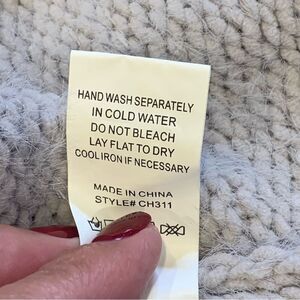 HAND WASH SEPARATELY
IN COLD WATER
DO NOT BLEACH
LAY FLAT TO DRY
COOL IRON IF NECESSARY
MADE IN CHINA
STYLE# CH311